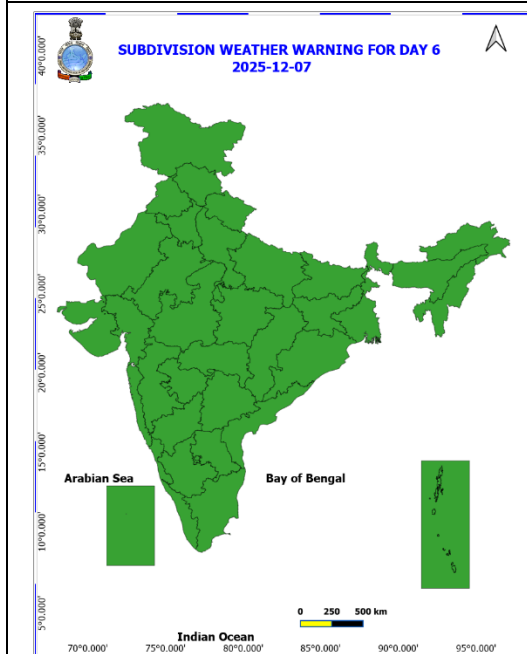 SUBDIVISION WEATHER WARNING FOR DAY 6
2025-12-07
40°0.000'
35°0.000'
30°0.000'
25°0.000'
20°0.000'
15°0.000'
10°0.000'
5°0.000'
Arabian Sea
Bay of Bengal
0 250 500 km
Indian Ocean
70°0.000' 75°0.000' 80°0.000' 85°0.000' 90°0.000' 95°0.000'